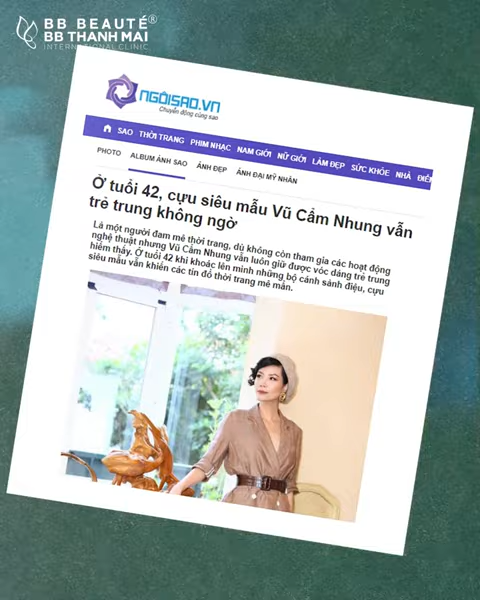 BB BEAUTÉ®
BB THANH MAI
INTERNATIONAL CLINIC
NGÔISAO.VN
Chuyển động cùng sao
SAO THỜI TRANG PHIM NHẠC NAM GIỚI NỮ GIỚI LÀM ĐẸP SỨC KHỎE NHÀ ĐIỂM
PHOTO ALBUM ẢNH SAO ẢNH ĐẸP ẢNH ĐẠI MỸ NHÂN
Ở tuổi 42, cựu siêu mẫu Vũ Cẩm Nhung vẫn
trẻ trung không ngờ
Là một người đam mê thời trang, dù không còn tham gia các hoạt động
nghệ thuật nhưng Vũ Cẩm Nhung vẫn luôn giữ được vóc dáng trẻ trung
hiếm thấy. Ở tuổi 42 khi khoác lên mình những bộ cánh sành điệu, cựu
siêu mẫu vẫn khiến các tín đồ thời trang mê mẩn.